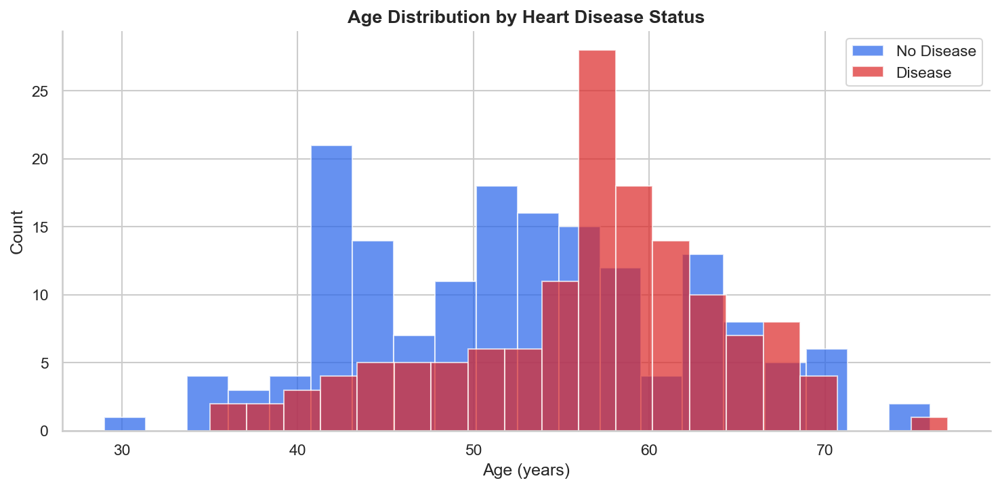 Age Distribution by Heart Disease Status
No Disease
Disease
25
20
15
10
5
0
Count
30 40 50 60 70
Age (years)